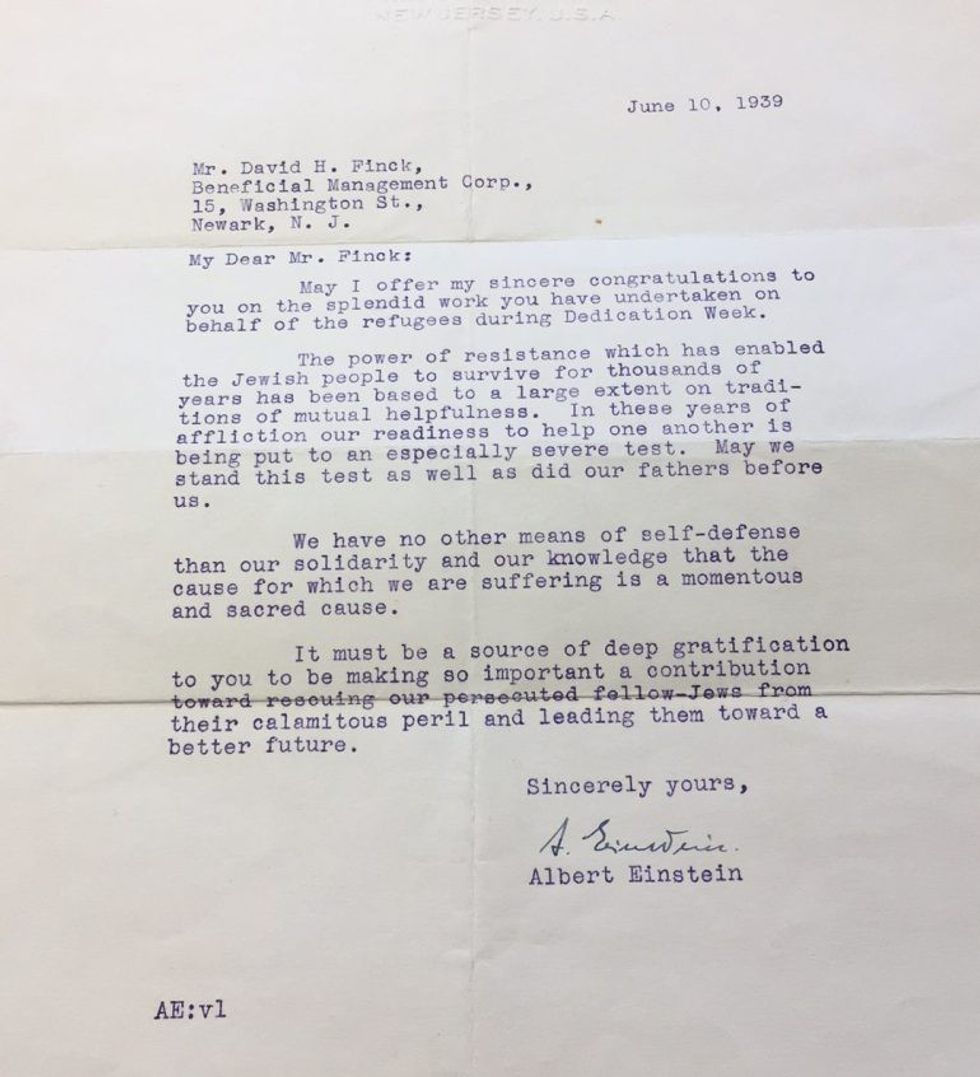 NEW JERSEY, U.S.A
June 10, 1939
Mr. David H. Finck,
Beneficial Management Corp.,
15, Washington St.,
Newark, N. J.
My Dear Mr. Finck:
May I offer my sincere congratulations to
you on the splendid work you have undertaken on
behalf of the refugees during Dedication Week.
The power of resistance which has enabled
the Jewish people to survive for thousands of
years has been based to a large extent on tradi-
tions of mutual helpfulness. In these years of
affliction our readiness to help one another is
being put to an especially severe test. May we
stand this test as well as did our fathers before
us.
We have no other means of self-defense
than our solidarity and our knowledge that the
cause for which we are suffering is a momentous
and sacred cause.
It must be a source of deep gratification
to you to be making so important a contribution
toward rescuing our persecuted fellow-Jews from
their calamitous peril and leading them toward a
better future.
Sincerely yours,
A. Einstein.
Albert Einstein
AE:vl